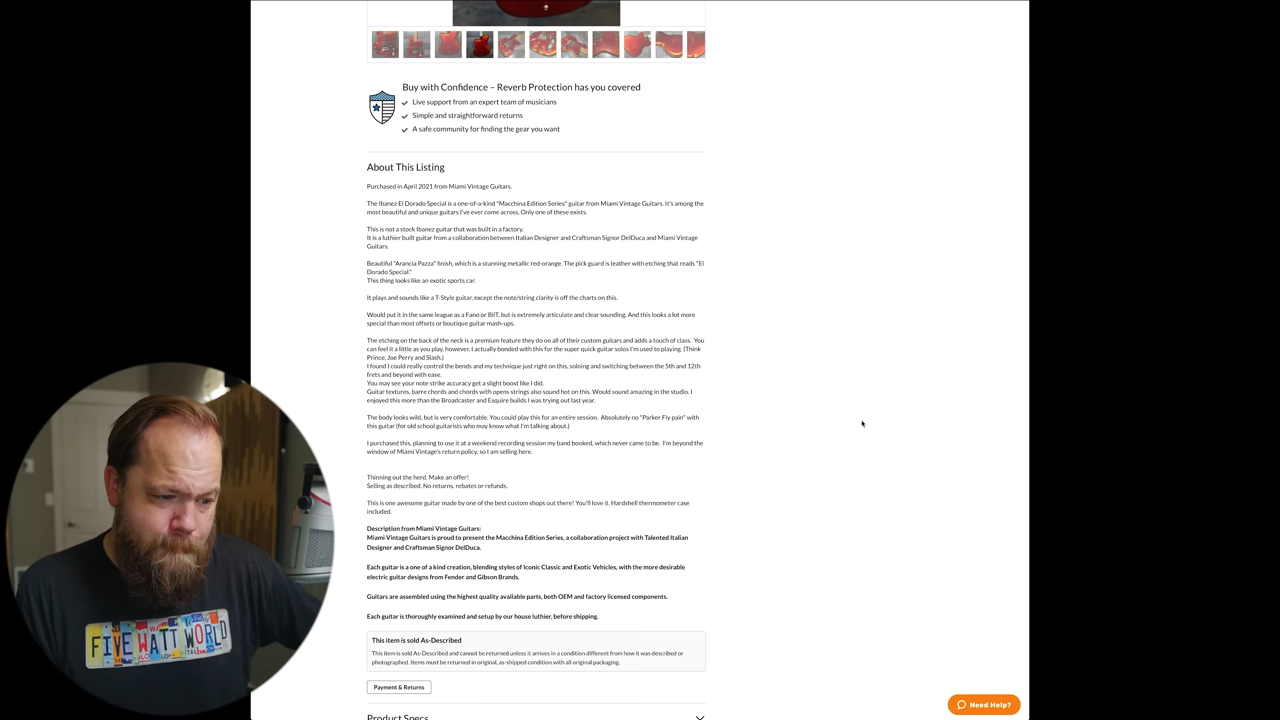 Buy with Confidence – Reverb Protection has you covered
Live support from an expert team of musicians
Simple and straightforward returns
A safe community for finding the gear you want
About This Listing
Purchased in April 2021 from Miami Vintage Guitars.
The Ibanez El Dorado Special is a one-of-a-kind "Macchina Edition Series" guitar from Miami Vintage Guitars. It's among the
most beautiful and unique guitars I've ever come across. Only one of these exists.
This is not a stock Ibanez guitar that was built in a factory.
It is a luthier built guitar from a collaboration between Italian Designer and Craftsman Signor DelDuca and Miami Vintage
Guitars.
Beautiful "Arancia Pazza" finish, which is a stunning metallic red-orange. The pick guard is leather with etching that reads "El
Dorado Special."
This thing looks like an exotic sports car.
It plays and sounds like a T-Style guitar, except the note/string clarity is off the charts on this.
Would put it in the same league as a Fano or BilT, but is extremely articulate and clear sounding. And this looks a lot more
special than most offsets or boutique guitar mash-ups.
The etching on the back of the neck is a premium feature they do on all of their custom guitars and adds a touch of class. You
can feel it a little as you play, however, I actually bonded with this for the super quick guitar solos I'm used to playing. (Think
Prince, Joe Perry and Slash.)
I found I could really control the bends and my technique just right on this, soloing and switching between the 5th and 12th
frets and beyond with ease.
You may see your note strike accuracy get a slight boost like I did.
Guitar textures, barre chords and chords with opens strings also sound hot on this. Would sound amazing in the studio. I
enjoyed this more than the Broadcaster and Esquire builds I was trying out last year.
The body looks wild, but is very comfortable. You could play this for an entire session. Absolutely no "Parker Fly pain" with
this guitar (for old school guitarists who may know what I'm talking about.)
I purchased this, planning to use it at a weekend recording session my band booked, which never came to be. I'm beyond the
window of Miami Vintage's return policy, so I am selling here.
Thinning out the herd. Make an offer!
Selling as described. No returns, rebates or refunds.
This is one awesome guitar made by one of the best custom shops out there! You'll love it. Hardshell thermometer case
included.
Description from Miami Vintage Guitars:
Miami Vintage Guitars is proud to present the Macchina Edition Series, a collaboration project with Talented Italian
Designer and Craftsman Signor DelDuca.
Each guitar is a one of a kind creation, blending styles of Iconic Classic and Exotic Vehicles, with the more desirable
electric guitar designs from Fender and Gibson Brands.
Guitars are assembled using the highest quality available parts, both OEM and factory licensed components.
Each guitar is thoroughly examined and setup by our house luthier, before shipping.
This item is sold As-Described
This item is sold As-Described and cannot be returned unless it arrives in a condition different from how it was described or
photographed. Items must be returned in original, as-shipped condition with all original packaging.
Payment & Returns
Product Specs
Need Help?
FIVE WATT WORLD